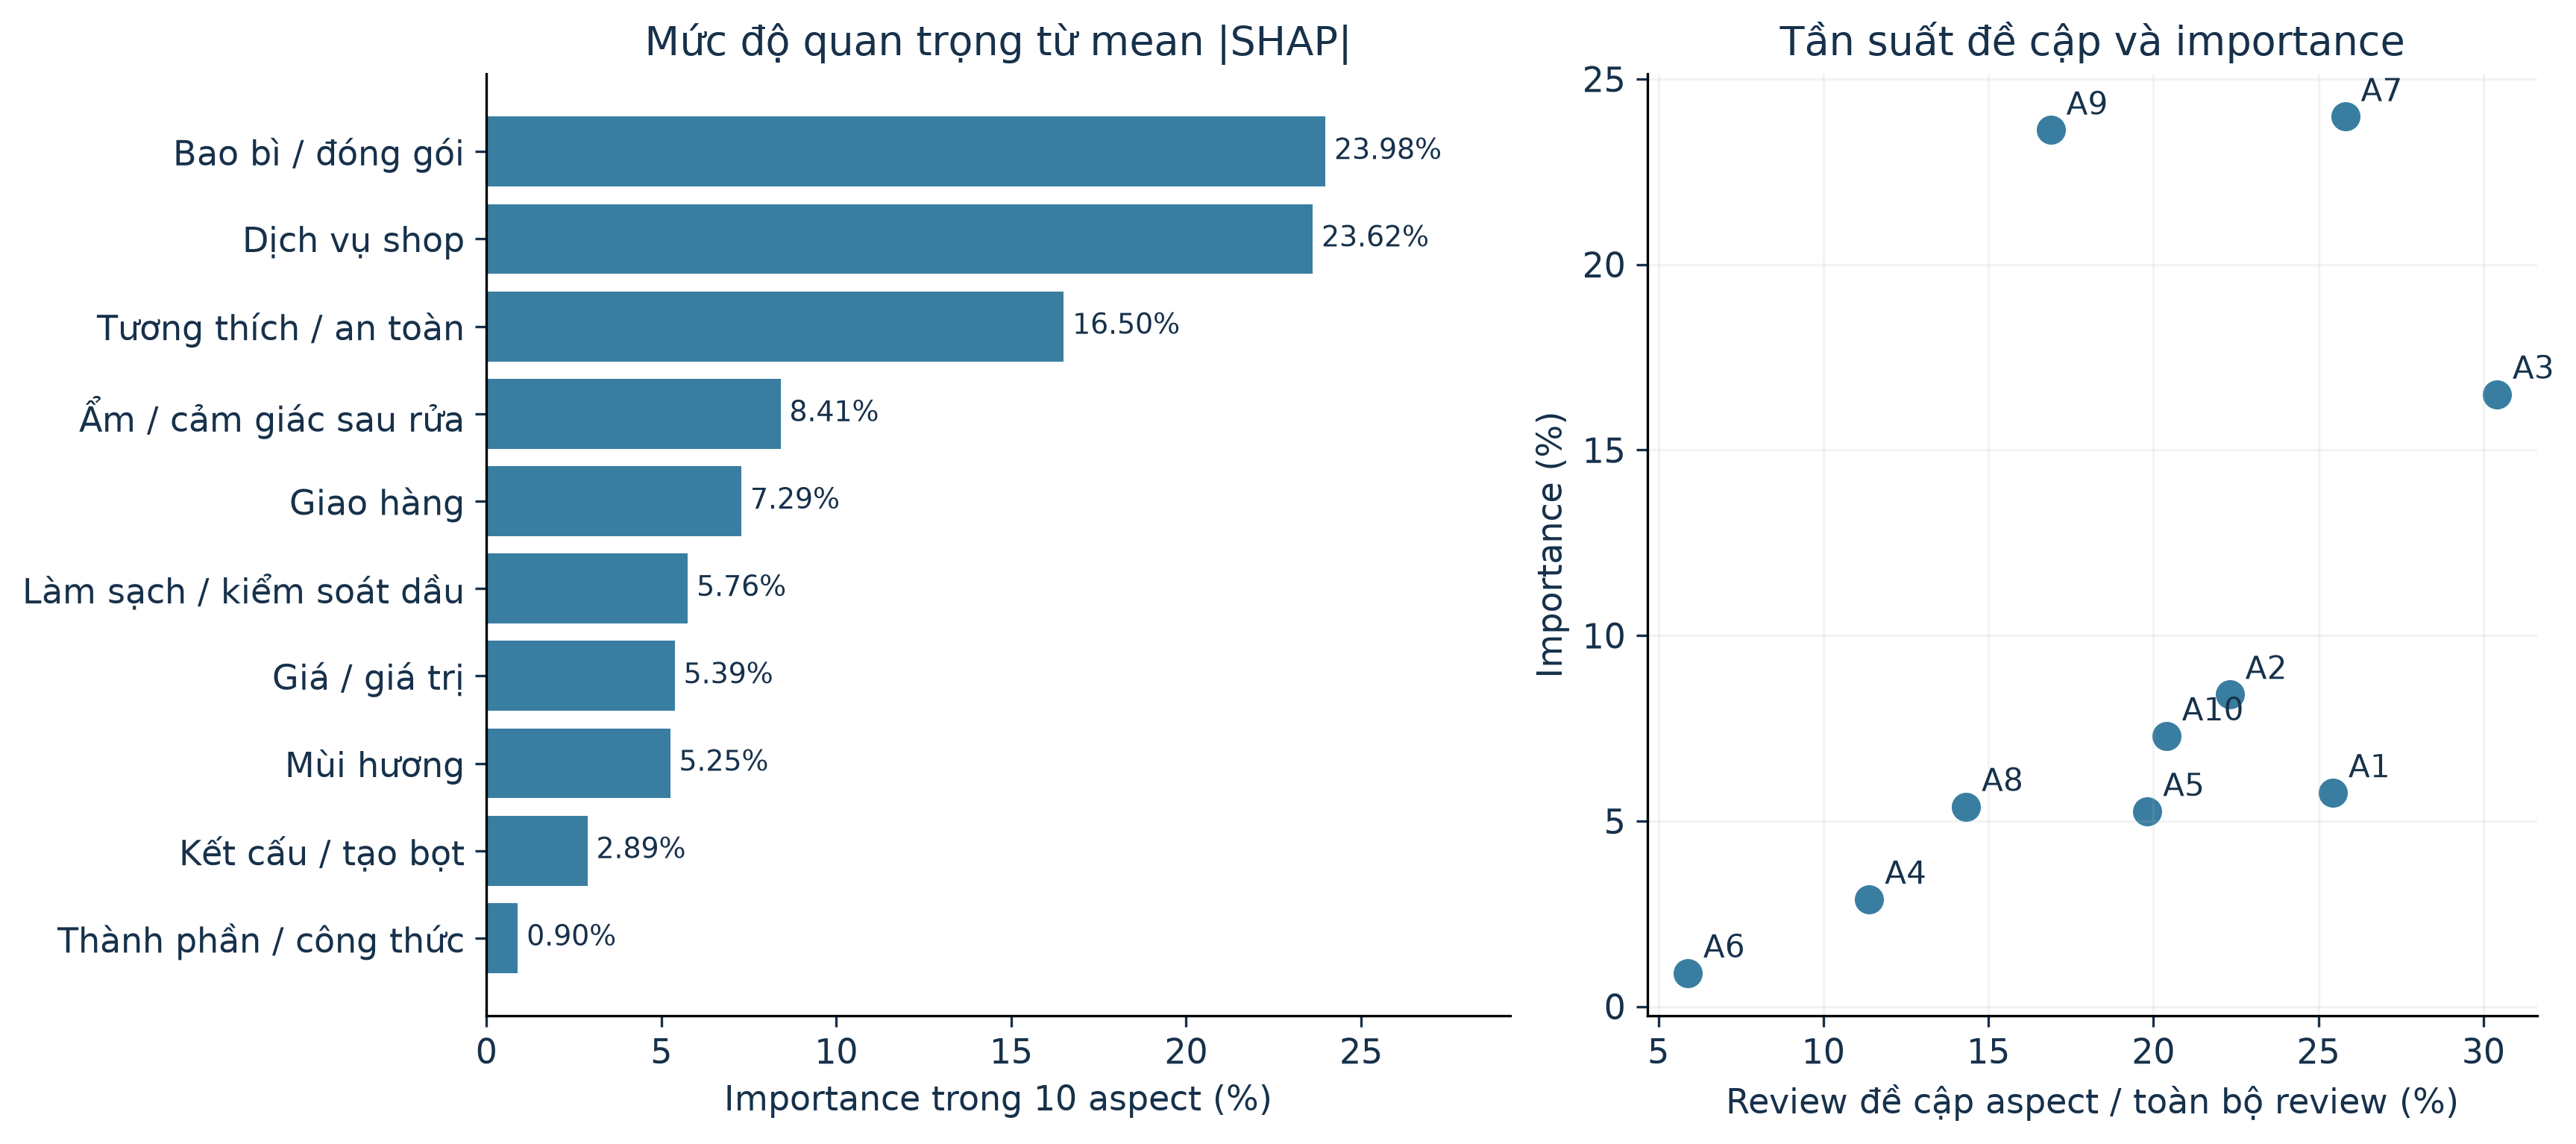 Mức độ quan trọng từ mean |SHAP|
Bao bì / đóng gói
23.98%
Dịch vụ shop
23.62%
Tương thích / an toàn
16.50%
Ẩm / cảm giác sau rửa
8.41%
Giao hàng
7.29%
Làm sạch / kiểm soát dầu
5.76%
Giá / giá trị
5.39%
Mùi hương
5.25%
Kết cấu / tạo bọt
2.89%
Thành phần / công thức
0.90%
0 5 10 15 20 25
Importance trong 10 aspect (%)
Tần suất đề cập và importance
Importance (%)
25
20
15
10
5
0
A7
A9
A3
A2
A10
A1
A8
A5
A4
A6
5 10 15 20 25 30
Review đề cập aspect / toàn bộ review (%)